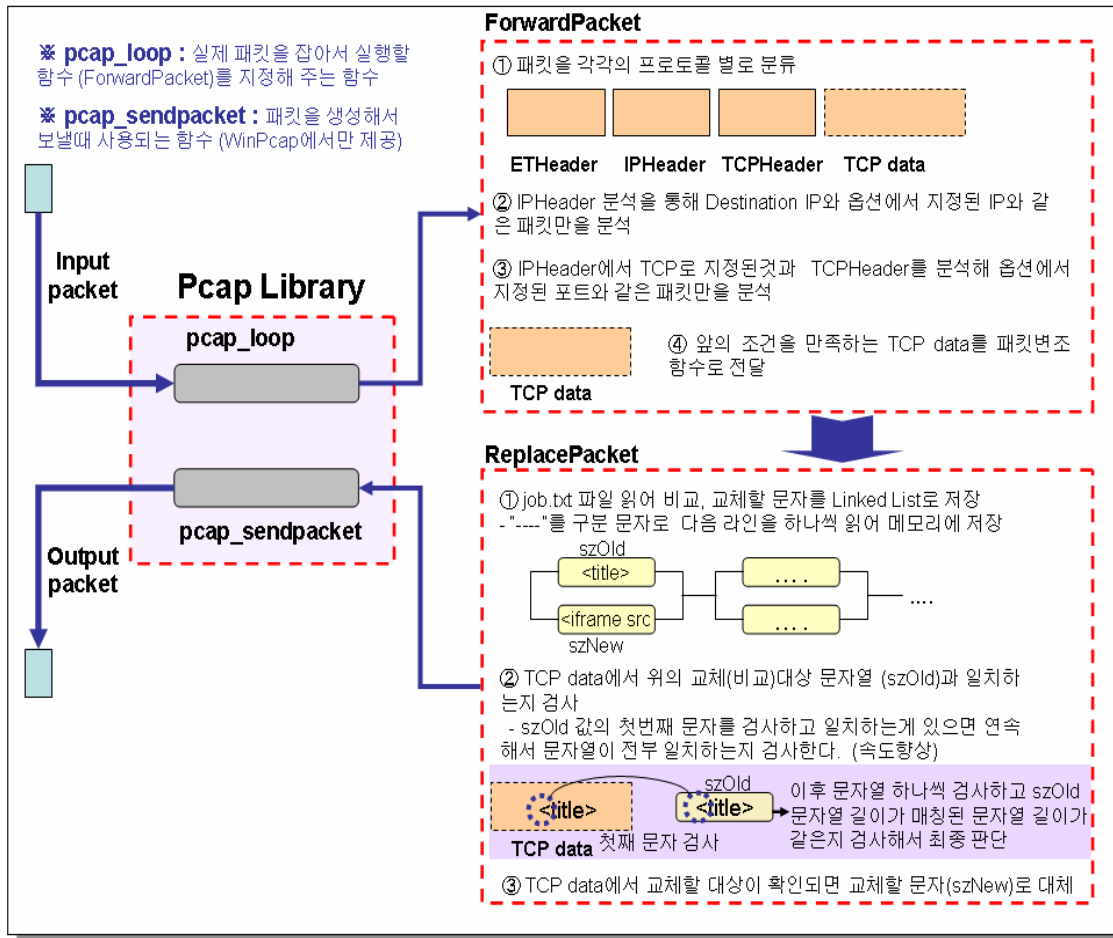 ※ pcap_loop : 실제 패킷을 잡아서 실행할
함수 (ForwardPacket)를 지정해 주는 함수
※ pcap_sendpacket : 패킷을 생성해서
보낼때 사용되는 함수 (WinPcap에서만 제공)
Input
packet
Pcap Library
pcap_loop
pcap_sendpacket
Output
packet
ForwardPacket
① 패킷을 각각의 프로토콜 별로 분류
ETHeader IPHeader TCPHeader TCP data
② IPHeader 분석을 통해 Destination IP와 옵션에서 지정된 IP와 같
은 패킷만을 분석
③ IPHeader에서 TCP로 지정된것과 TCPHeader를 분석해 옵션에서
지정된 포트와 같은 패킷만을 분석
④ 앞의 조건을 만족하는 TCP data를 패킷변조
함수로 전달
TCP data
ReplacePacket
① job.txt 파일 읽어 비교, 교체할 문자를 Linked List로 저장
- "----"를 구분 문자로 다음 라인을 하나씩 읽어 메모리에 저장
szOld
<title>
....
....
<iframe src
....
szNew
② TCP data에서 위의 교체(비교)대상 문자열 (szOld)과 일치하
는지 검사
- szOld 값의 첫번째 문자를 검사하고 일치하는게 있으면 연속
해서 문자열이 전부 일치하는지 검사한다. (속도향상)
szOld
<title>
<title>
이후 문자열 하나씩 검사하고 szOld
문자열 길이가 매칭된 문자열 길이가
같은지 검사해서 최종 판단
TCP data 첫째 문자 검사
③ TCP data에서 교체할 대상이 확인되면 교체할 문자(szNew)로 대체